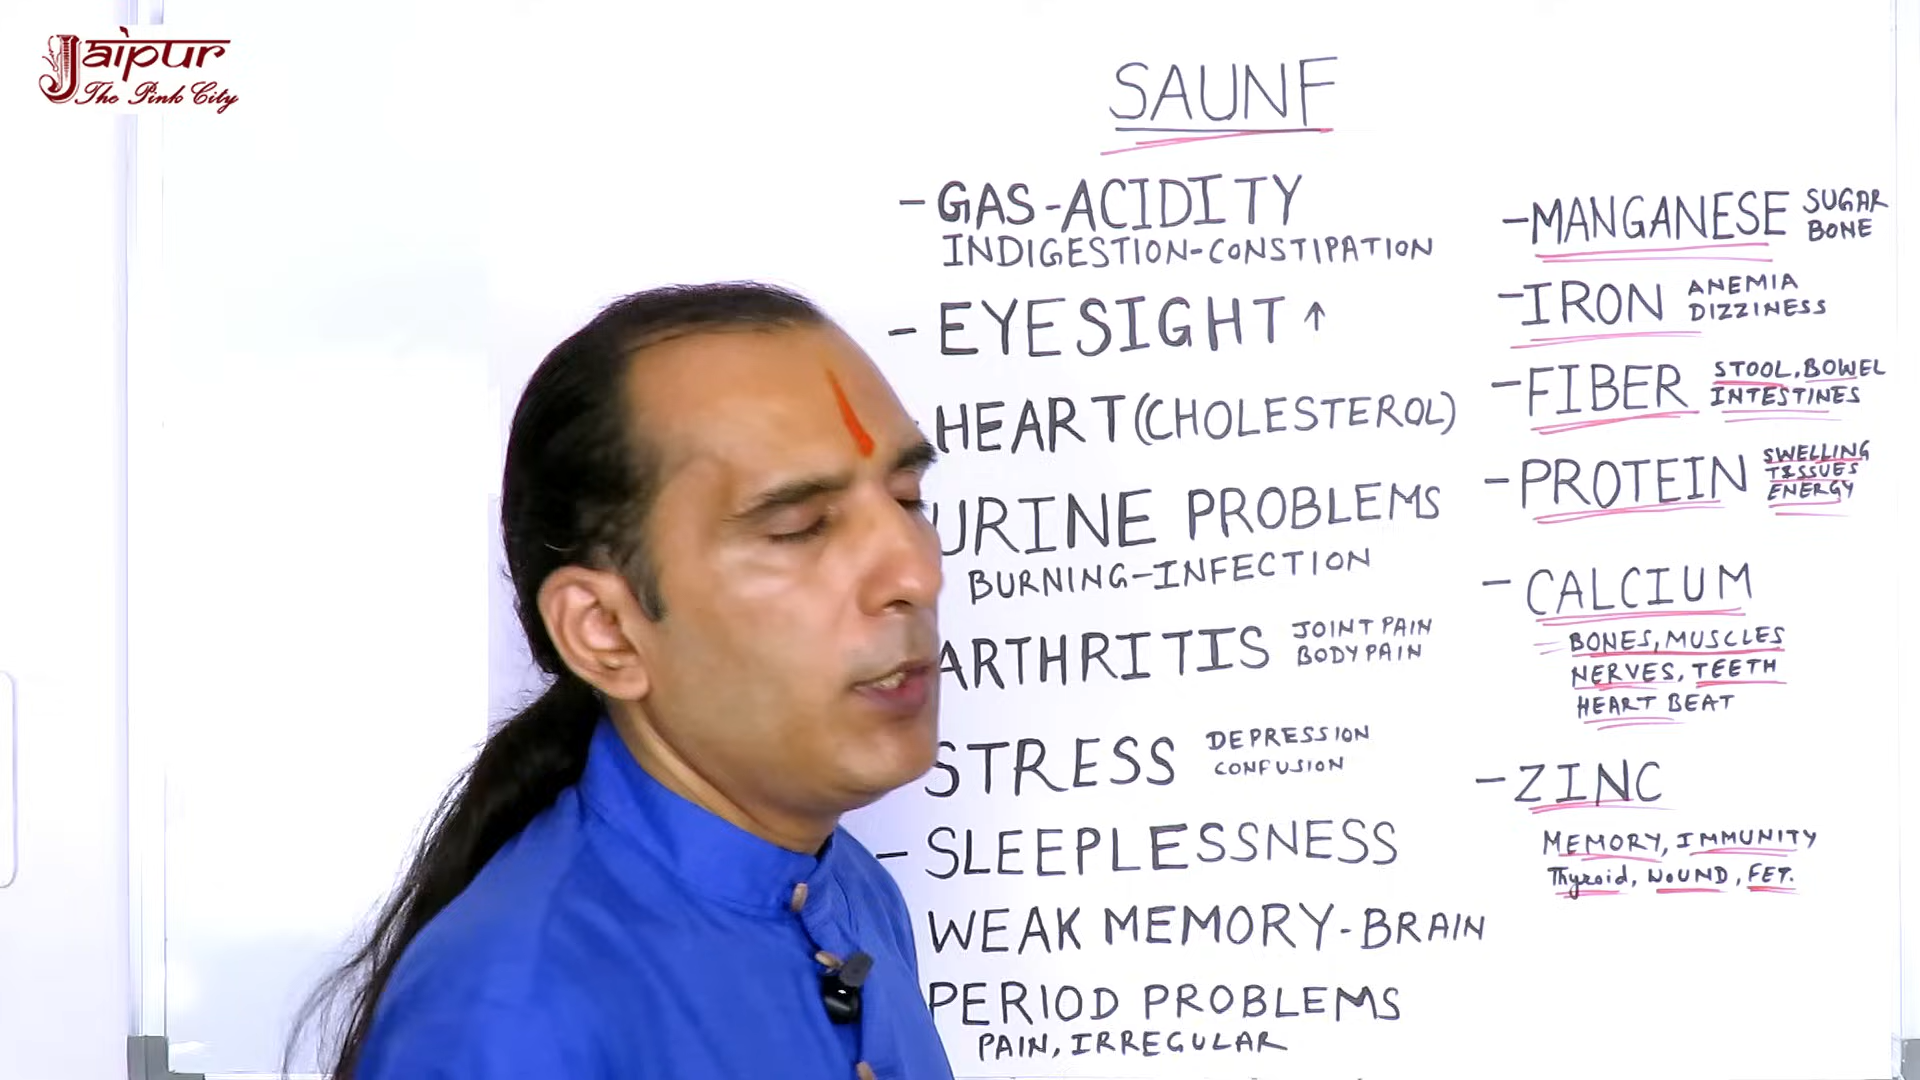 Jaipur
The Pink City
SAUNF
- GAS-ACIDITY
INDIGESTION-CONSTIPATION
- EYESIGHT ↑
HEART (CHOLESTEROL)
URINE PROBLEMS
BURNING-INFECTION
ARTHRITIS JOINT PAIN
BODY PAIN
STRESS DEPRESSION
CONFUSION
- SLEEPLESSNESS
WEAK MEMORY-BRAIN
PERIOD PROBLEMS
PAIN, IRREGULAR
- MANGANESE SUGAR
BONE
- IRON ANEMIA
DIZZINESS
- FIBER STOOL, BOWEL
INTESTINES
- PROTEIN SWELLING
TISSUES
ENERGY
- CALCIUM
BONES, MUSCLES
NERVES, TEETH
HEART BEAT
- ZINC
MEMORY, IMMUNITY
Thyroid, WOUND, FET.